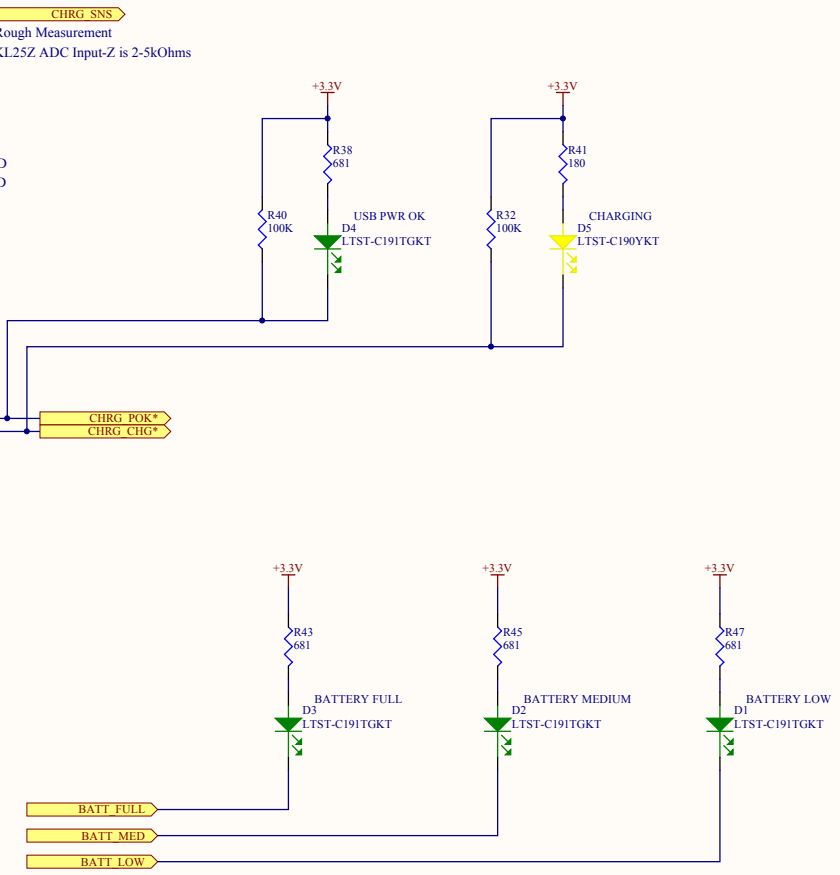 CHRG_SNS
Rough Measurement
KL25Z ADC Input-Z is 2-5kOhms
+3.3V
+3.3V
R38
681
R41
180
D
D
R40
100K
USB PWR OK
D4
LTST-C191TGKT
R32
100K
CHARGING
D5
LTST-C190YKT
CHRG_POK*
CHRG_CHG*
+3.3V
+3.3V
+3.3V
R43
681
R45
681
R47
681
BATTERY FULL
D3
LTST-C191TGKT
BATTERY MEDIUM
D2
LTST-C191TGKT
BATTERY LOW
D1
LTST-C191TGKT
BATT_FULL
BATT_MED
BATT_LOW